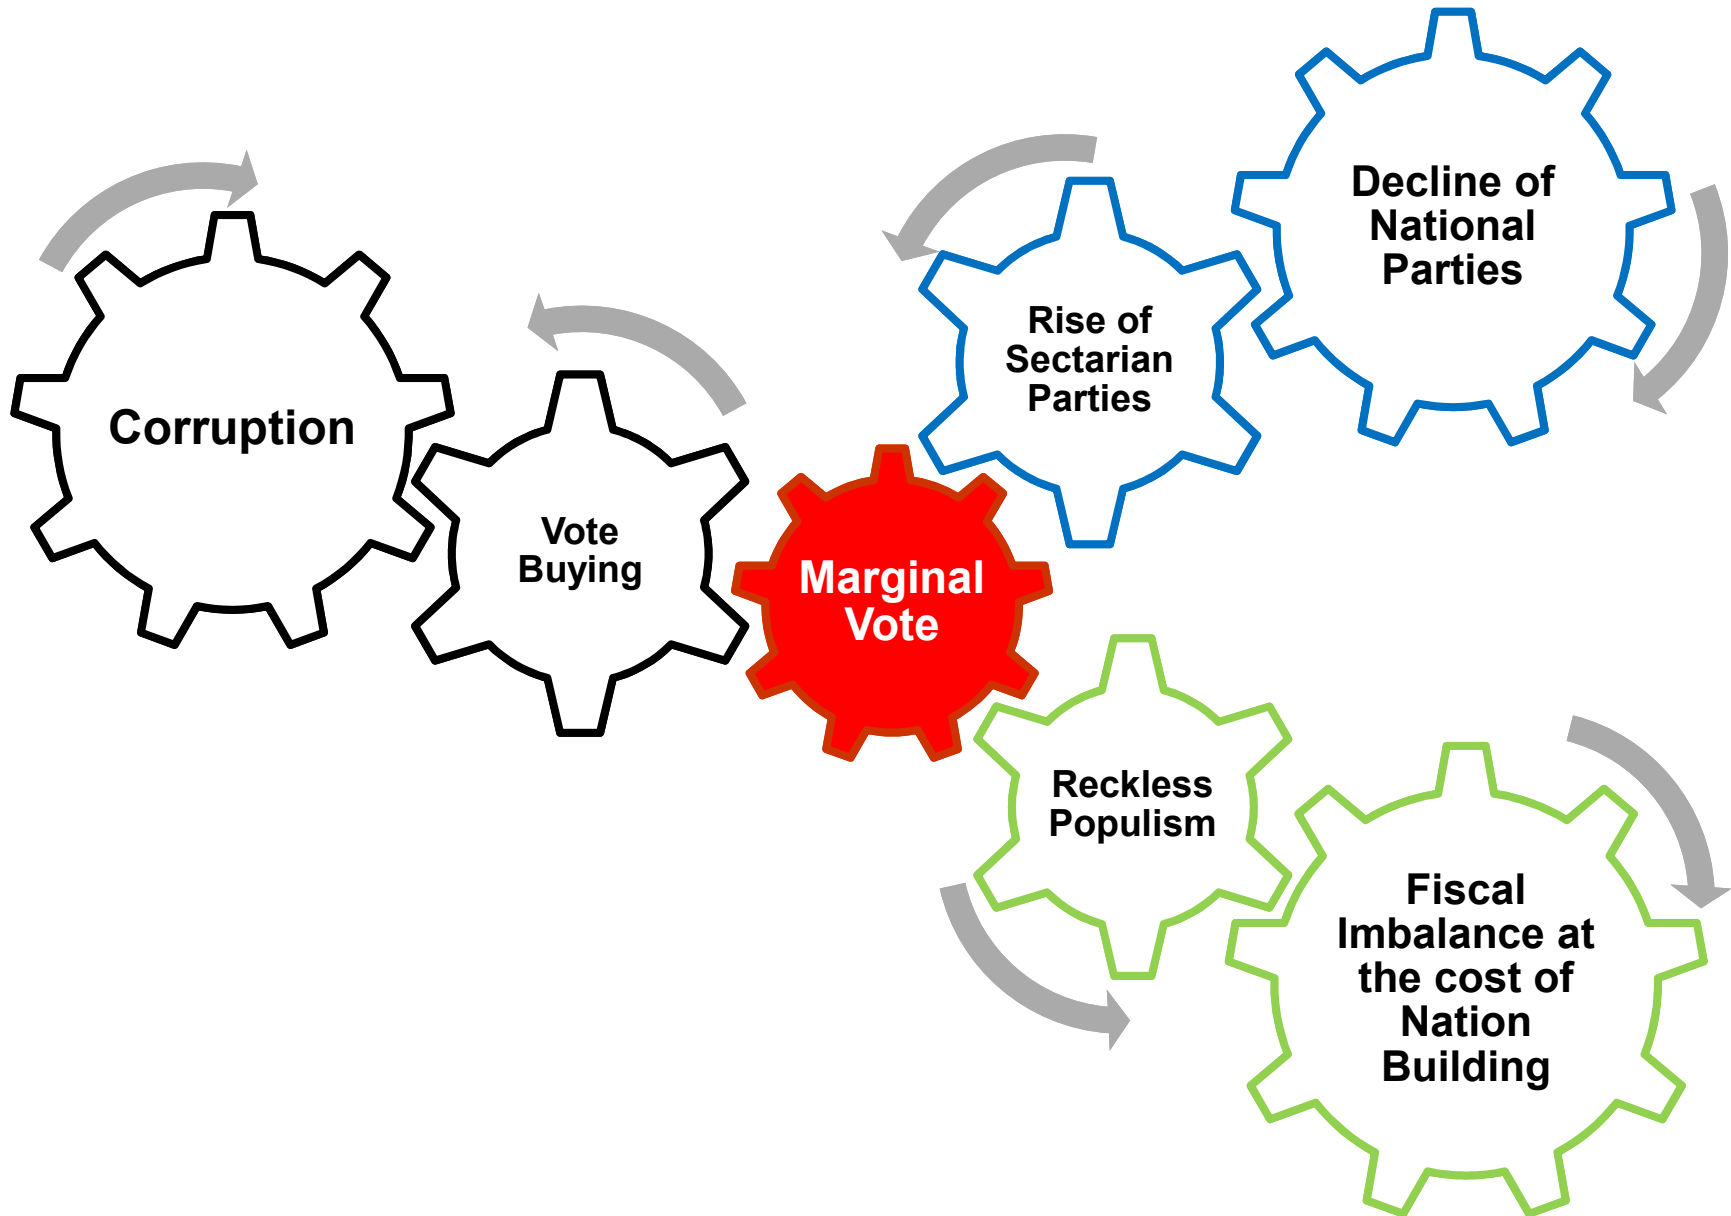 Corruption
Vote
Buying
Marginal
Vote
Rise of
Sectarian
Parties
Decline of
National
Parties
Reckless
Populism
Fiscal
Imbalance at
the cost of
Nation
Building